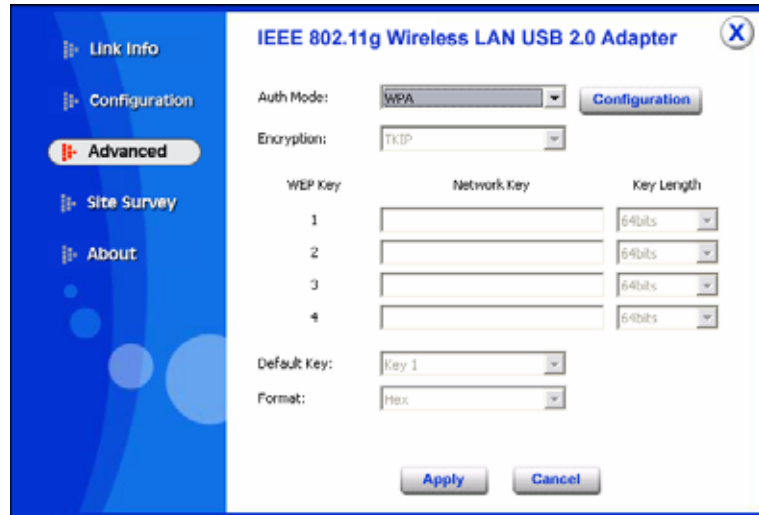 Link Info
Configuration
Advanced
Site Survey
About
IEEE 802.11g Wireless LAN USB 2.0 Adapter
X
Auth Mode: WPA Configuration
Encryption: TKIP
WEP Key Network Key Key Length
1 64bits
2 64bits
3 64bits
4 64bits
Default Key: Key 1
Format: Hex
Apply Cancel